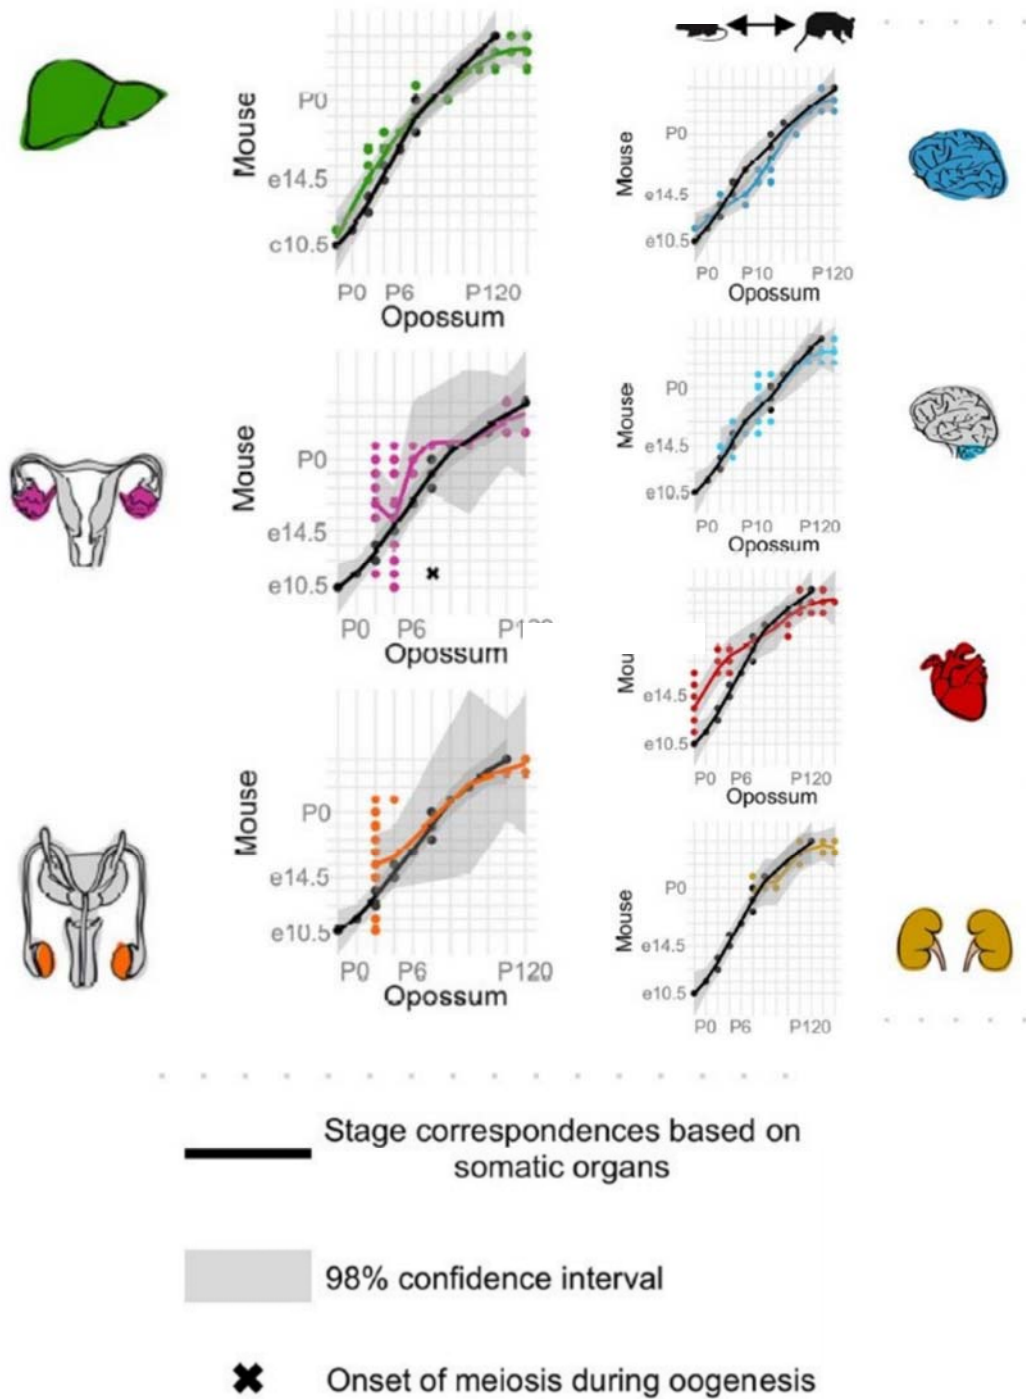 Mouse
P0
e14.5
c10.5
P0 P6 P120
Opossum
Mouse
P0
e14.5
e10.5
P0 P10 P120
Opossum
Mouse
P0
e14.5
e10.5
P0 P6
Opossum
Mouse
P0
e14.5
e10.5
P0 P10 P120
Opossum
Mou
e14.5
e10.5
P0 P6 P120
Opossum
Mouse
P0
e14.5
e10.5
P0 P6 P120
Opossum
Mouse
P0
e14.5
e10.5
P0 P6 P120
Stage correspondences based on
somatic organs
98% confidence interval
Onset of meiosis during oogenesis